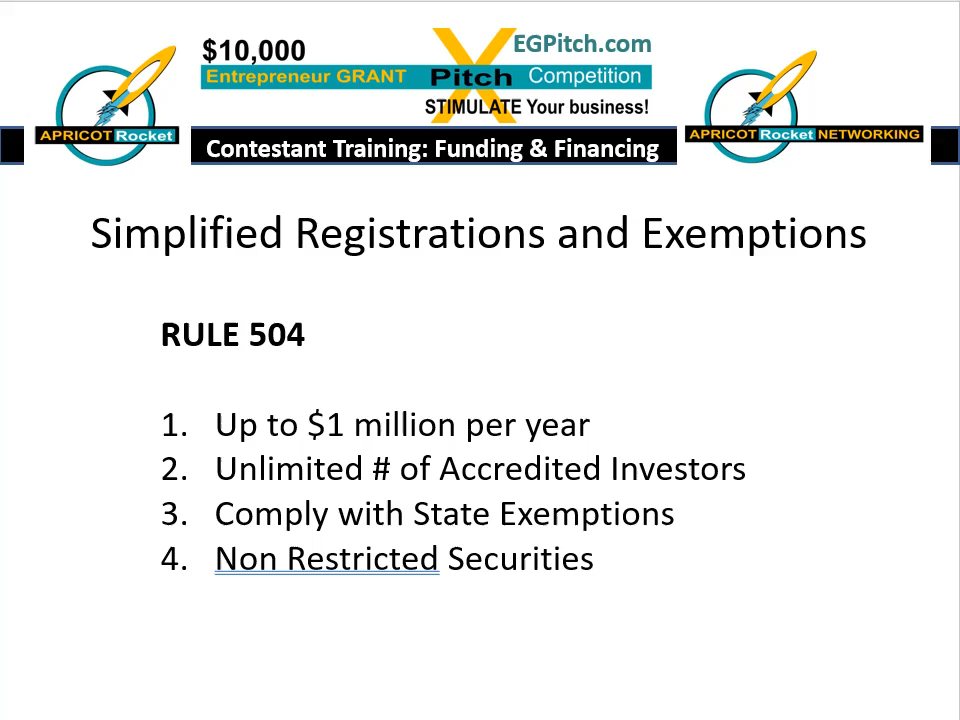 $10,000
Entrepreneur GRANT
X
EGPitch.com
Pitch Competition
STIMULATE Your business!
APRICOT Rocket
APRICOT Rocket NETWORKING
Contestant Training: Funding & Financing
Simplified Registrations and Exemptions
RULE 504
1. Up to $1 million per year
2. Unlimited # of Accredited Investors
3. Comply with State Exemptions
4. Non Restricted Securities